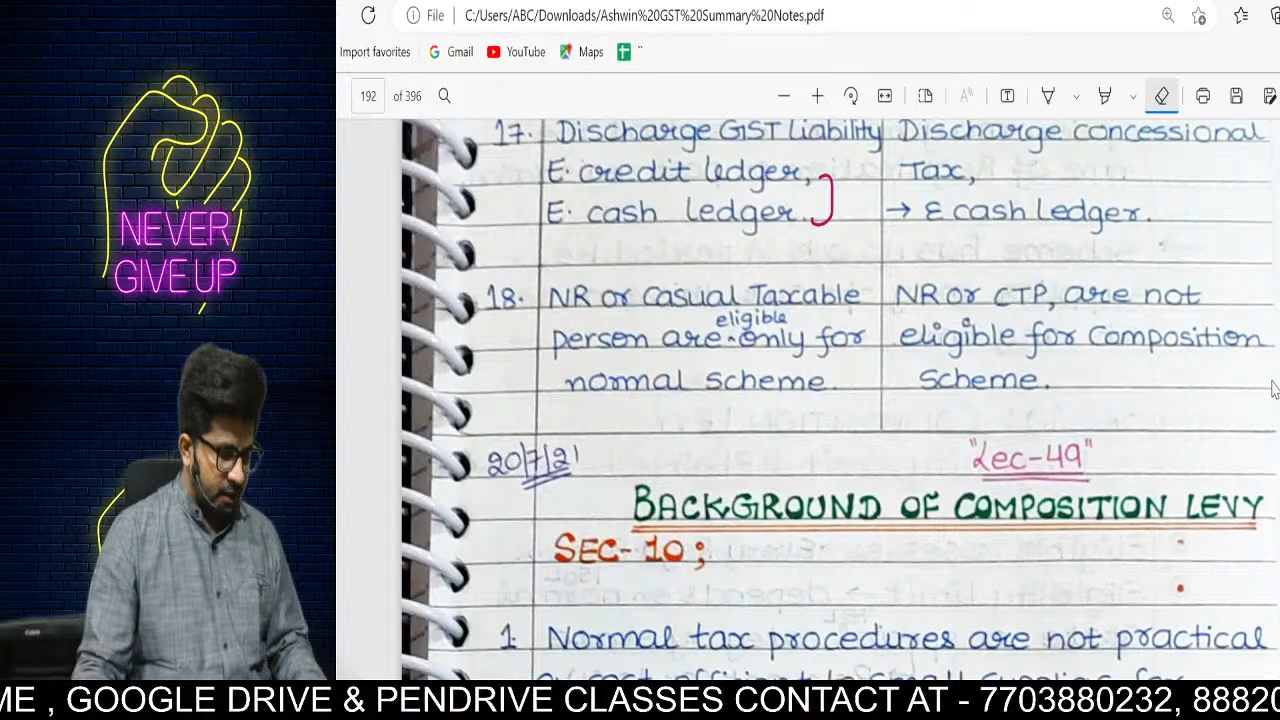 NEVER
GIVE UP
File C:/Users/ABC/Downloads/Ashwin%20GST%20Summary%20Notes.pdf
Import favorites Gmail YouTube Maps
192 of 396
17. Discharge GST Liability Discharge concessional
E. credit ledger, Tax,
E. cash ledger. → E cash ledger.
18. NR or Casual Taxable NR or CTP, are not
eligible
person are only for eligible for Composition
normal scheme. Scheme.
20/7/21 "Lec-49"
BACKGROUND OF COMPOSITION LEVY
SEC-10;
1. Normal tax procedures are not practical
ME , GOOGLE DRIVE & PENDRIVE CLASSES CONTACT AT - 7703880232, 8882